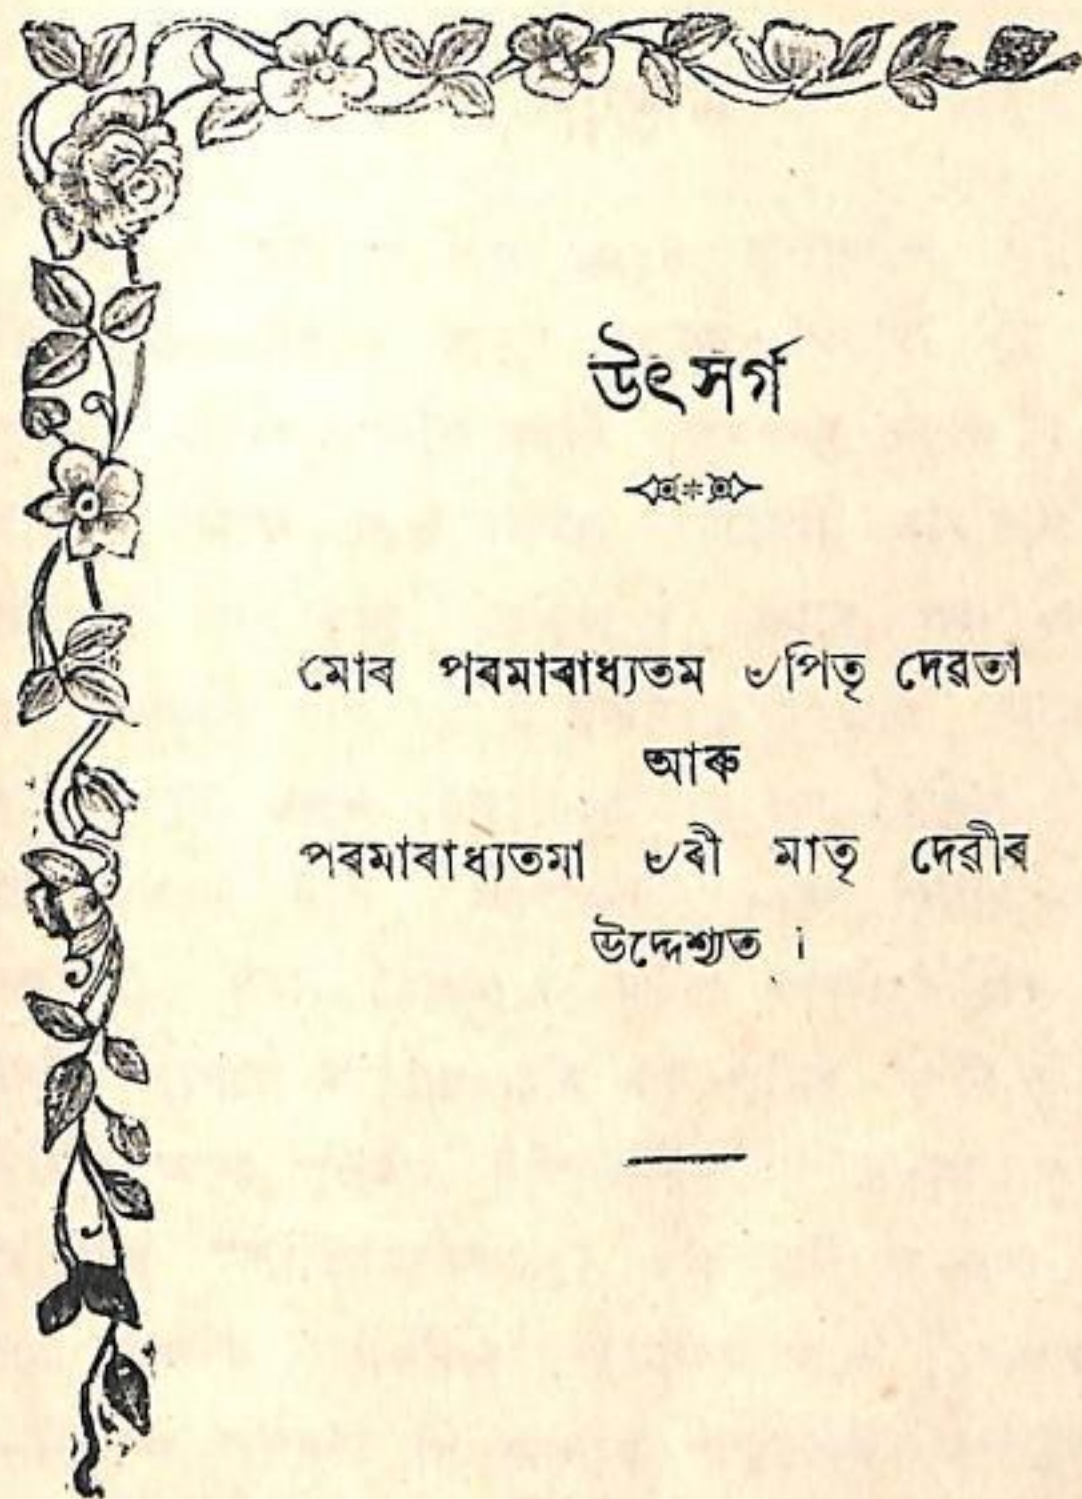 উৎসর্গ
মোৰ পৰমাৰাধ্যতম ৺পিতৃ দেৱতা
আৰু
পৰমাৰাধ্যতমা ৺ৰী মাতৃ দেৱীৰ
উদ্দেশ্যত ।